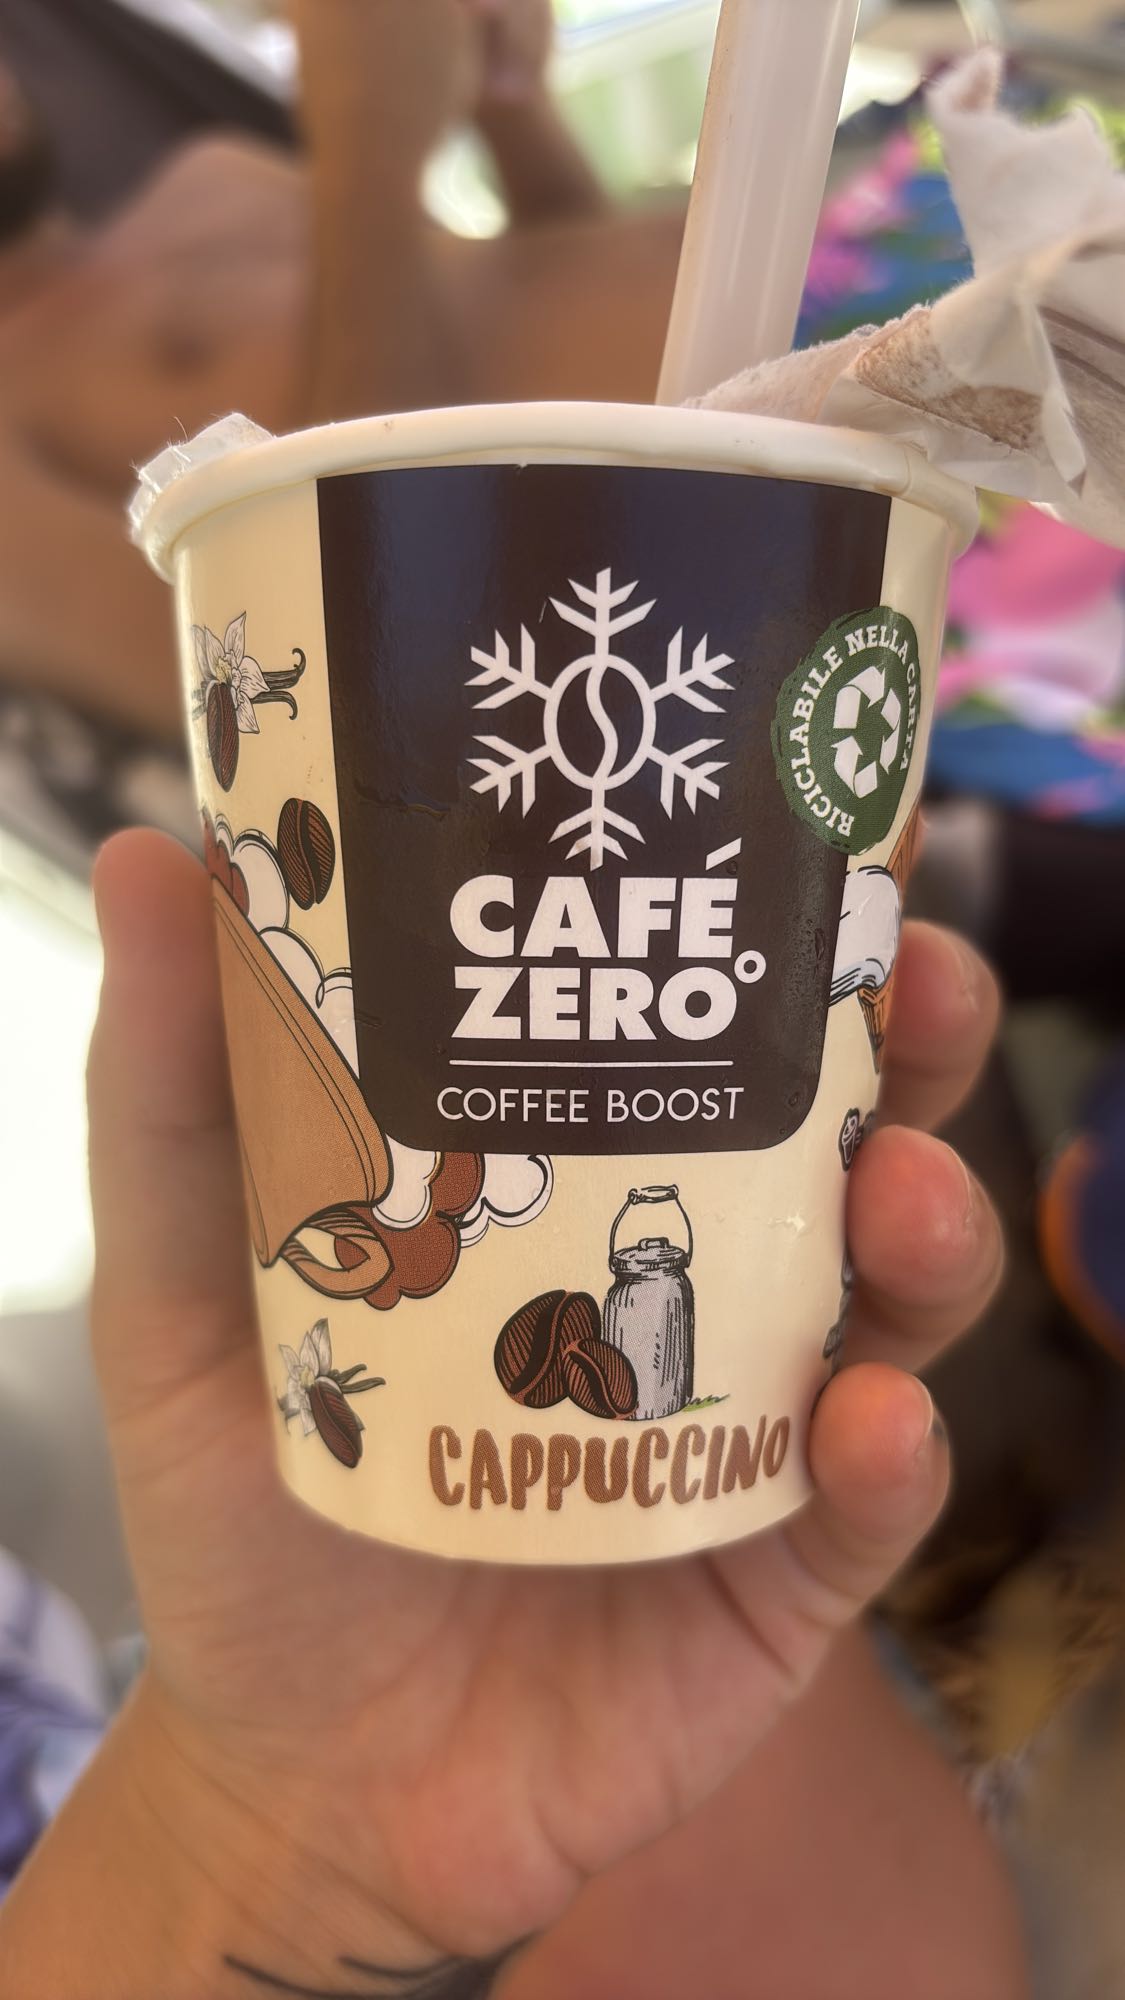 CAFÉ
ZERO°
COFFEE BOOST
RICICLABILE NELLA CARTA
CAPPUCCINO